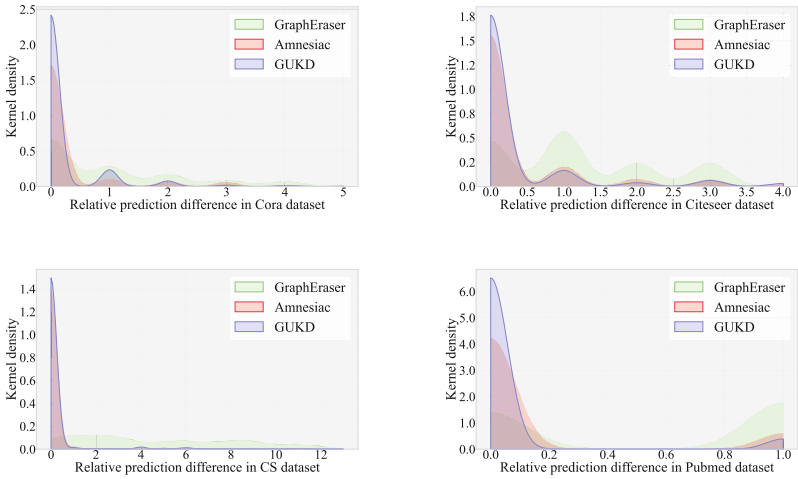 2.5
2.0
1.5
1.0
0.5
0.0
Kernel density
GraphEraser
Amnesiac
GUKD
0 1 2 3 4 5
Relative prediction difference in Cora dataset
1.8
1.5
1.2
1.0
0.8
0.5
0.2
0.0
Kernel density
GraphEraser
Amnesiac
GUKD
0.0 0.5 1.0 1.5 2.0 2.5 3.0 3.5 4.0
Relative prediction difference in Citeseer dataset
1.4
1.2
1.0
0.8
0.6
0.4
0.2
0.0
Kernel density
GraphEraser
Amnesiac
GUKD
0 2 4 6 8 10 12
Relative prediction difference in CS dataset
6.0
5.0
4.0
3.0
2.0
1.0
0.0
Kernel density
GraphEraser
Amnesiac
GUKD
0.0 0.2 0.4 0.6 0.8 1.0
Relative prediction difference in Pubmed dataset